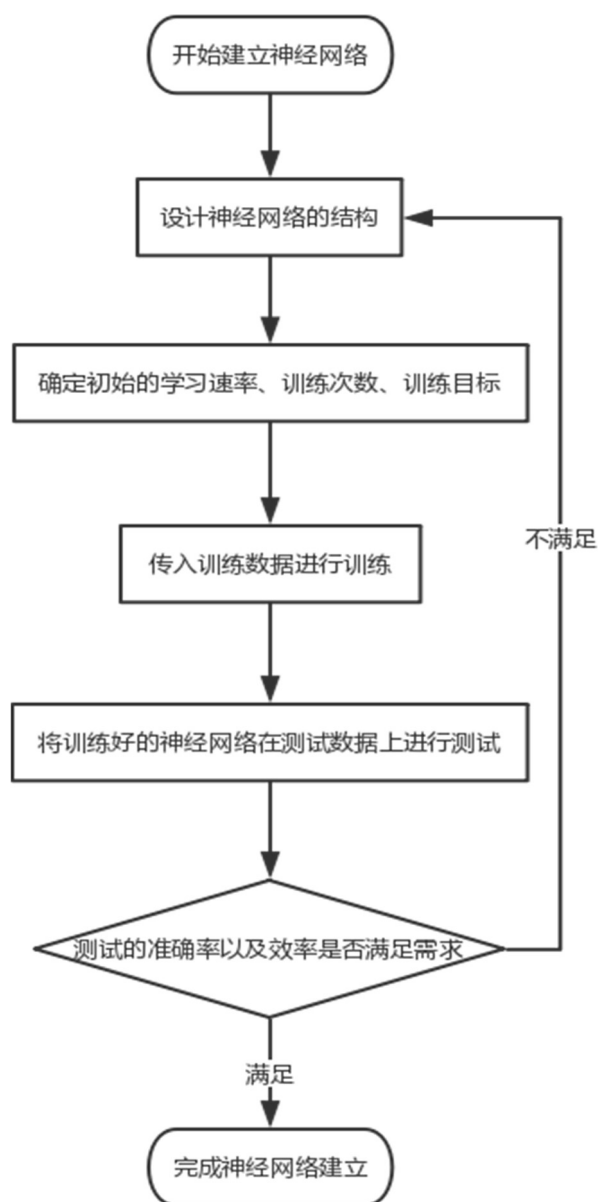 开始建立神经网络
设计神经网络的结构
确定初始的学习速率、训练次数、训练目标
不满足
传入训练数据进行训练
将训练好的神经网络在测试数据上进行测试
测试的准确率以及效率是否满足需求
满足
完成神经网络建立